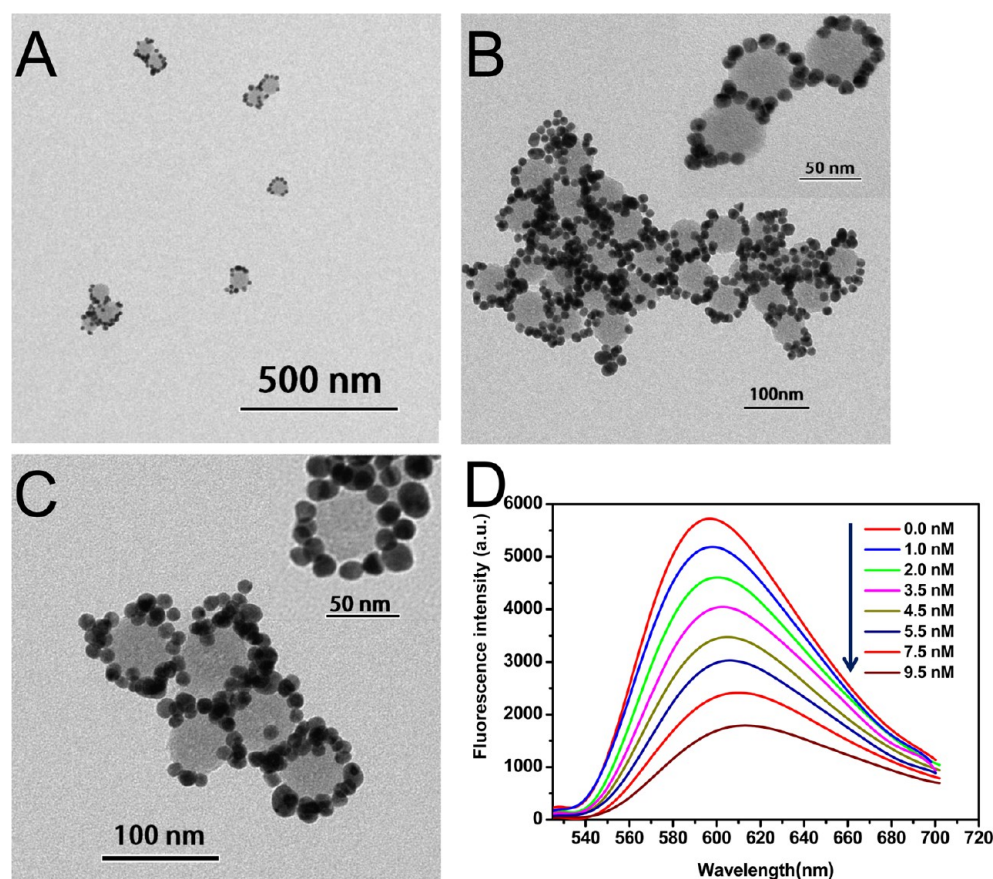 A
500 nm
B
50 nm
100nm
C
50 nm
100 nm
D
Fluorescence intensity (a.u.)
6000
5000
4000
3000
2000
1000
0
0.0 nM
1.0 nM
2.0 nM
3.5 nM
4.5 nM
5.5 nM
7.5 nM
9.5 nM
540 560 580 600 620 640 660 680 700 720
Wavelength(nm)